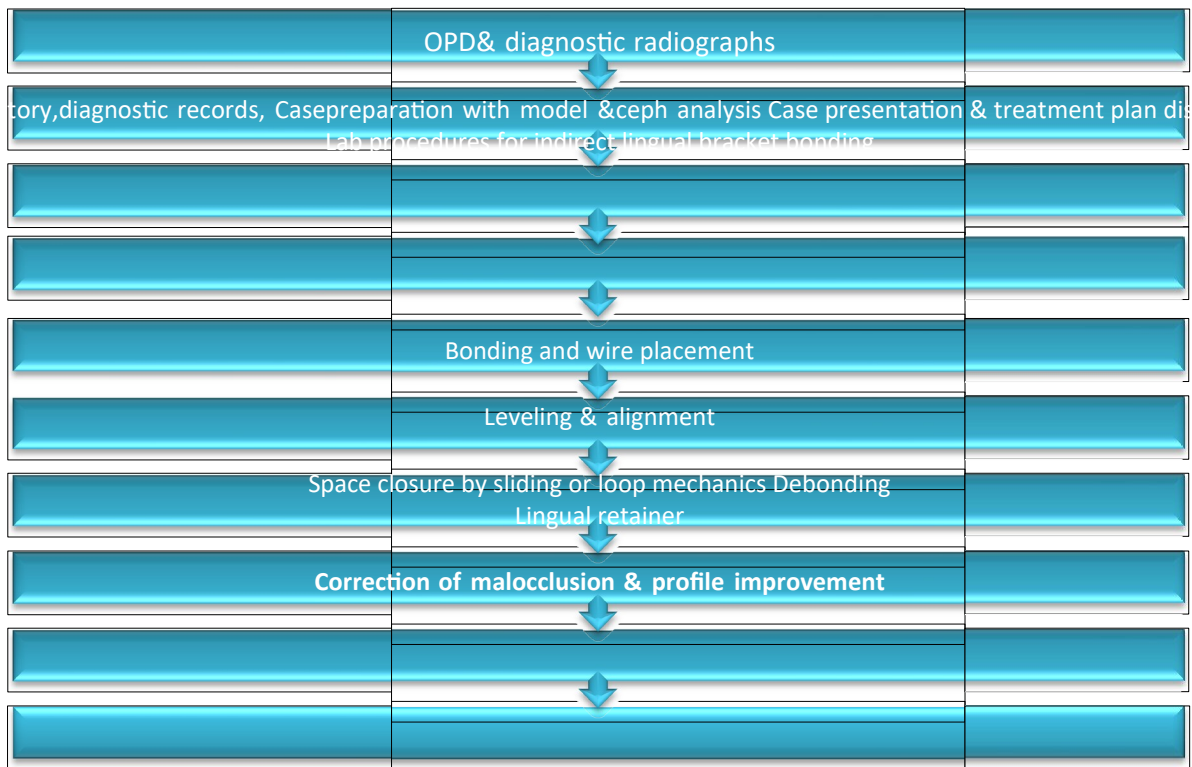 OPD& diagnostic radiographs
tory,diagnostic records, Casepreparation with model &ceph analysis Case presentation & treatment plan dis
Lab procedures for indirect lingual bracket bonding
Bonding and wire placement
Leveling & alignment
Space closure by sliding or loop mechanics Debonding
Lingual retainer
Correction of malocclusion & profile improvement